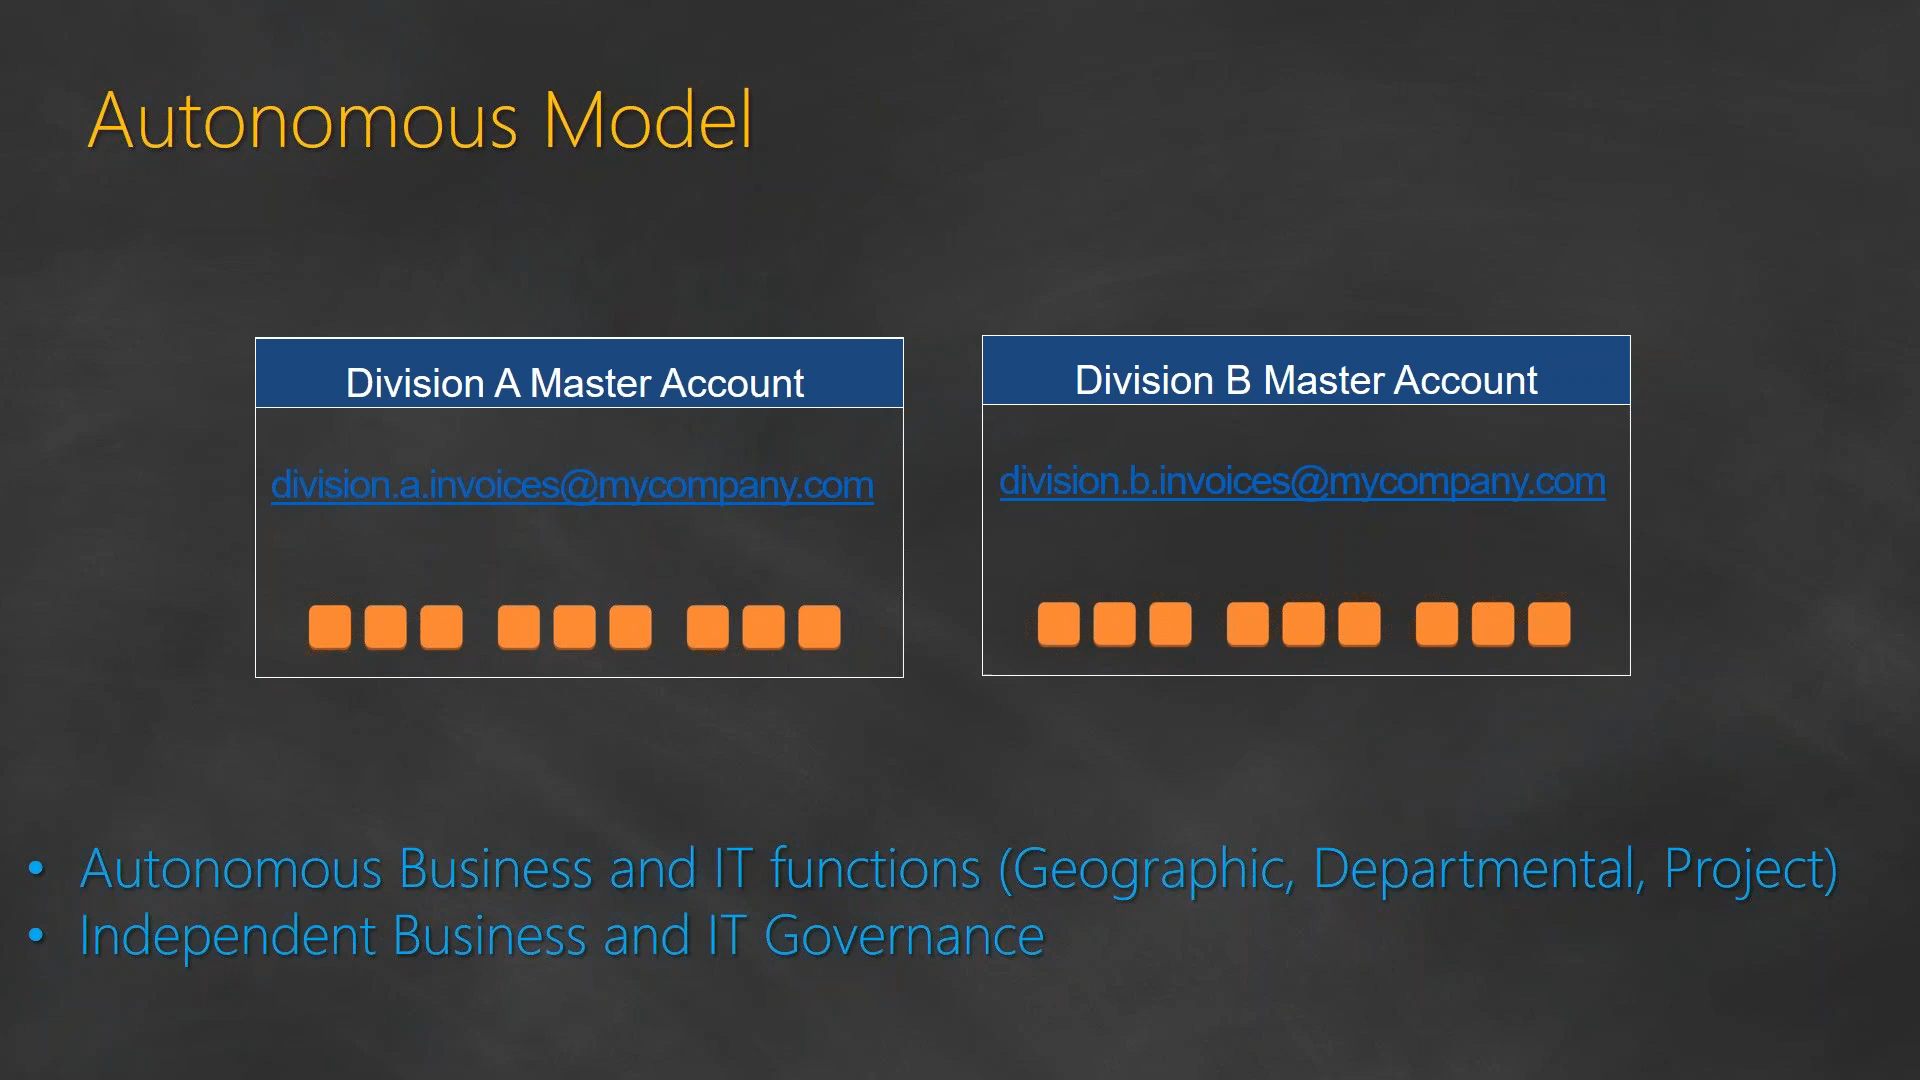 Autonomous Model
Division A Master Account
division.a.invoices@mycompany.com
Division B Master Account
division.b.invoices@mycompany.com
• Autonomous Business and IT functions (Geographic, Departmental, Project)
• Independent Business and IT Governance